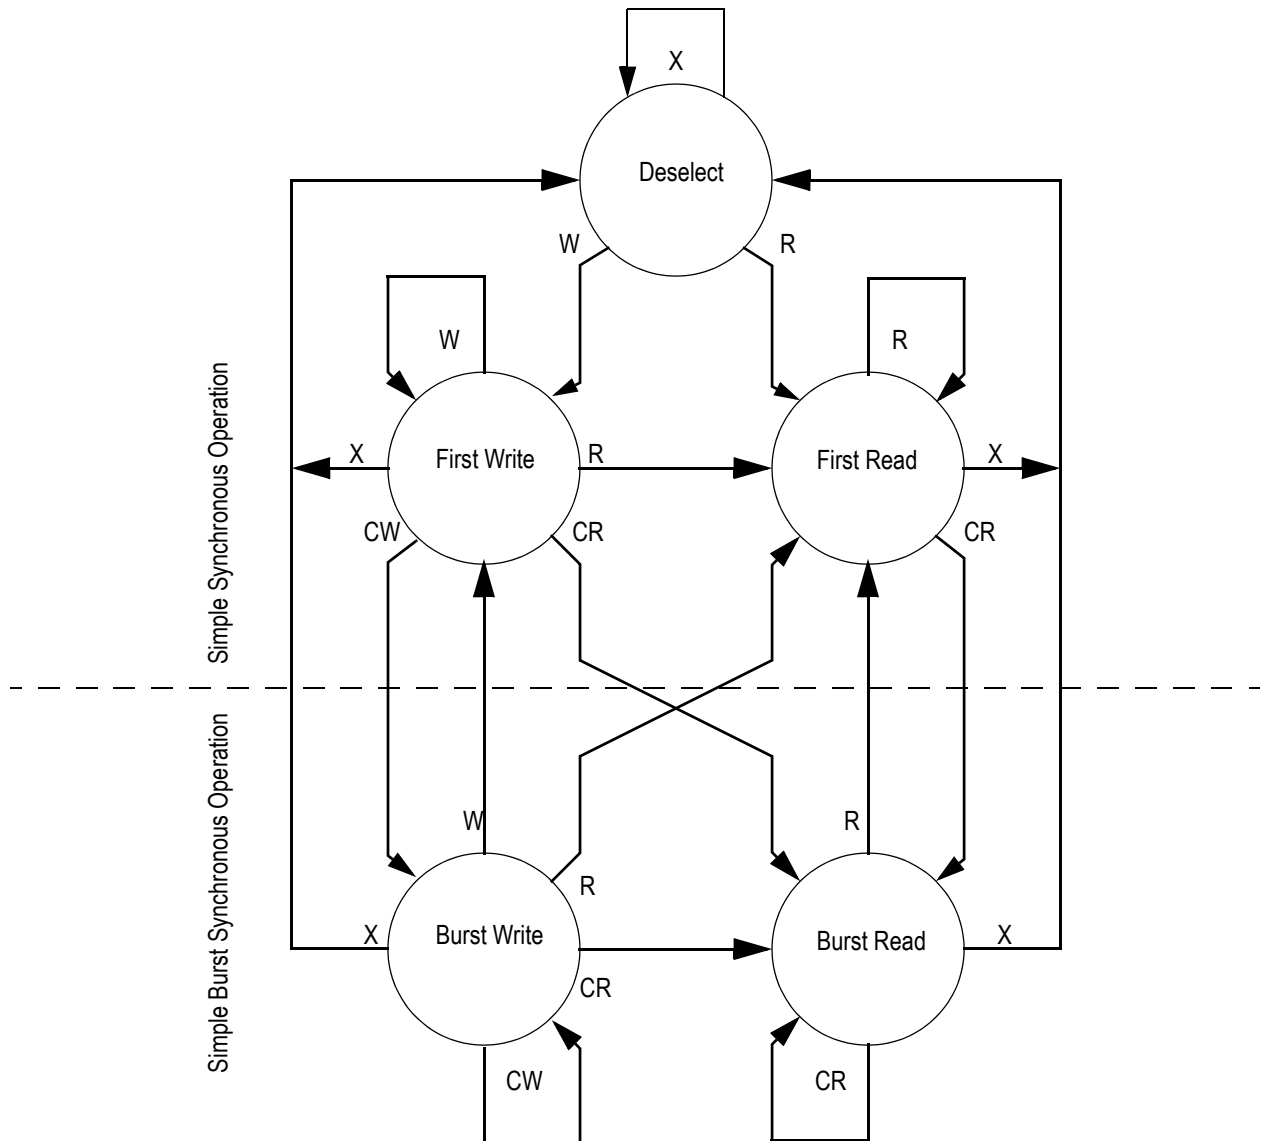 X
Deselect
W
R
W
R
Simple Synchronous Operation
X
First Write
R
First Read
X
CW
CR
CR
W
R
Simple Burst Synchronous Operation
R
X
Burst Write
Burst Read
X
CR
CW
CR